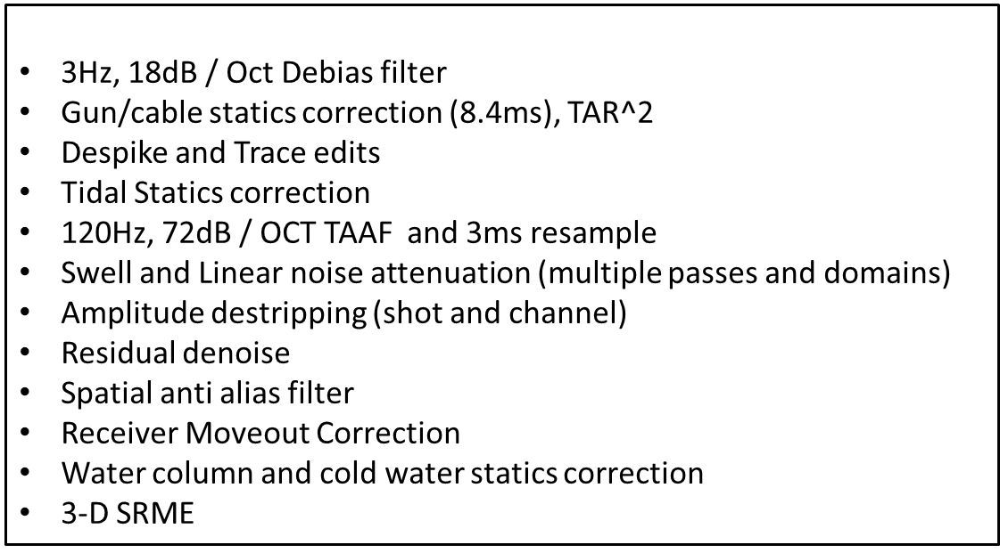 • 3Hz, 18dB / Oct Debias filter
• Gun/cable statics correction (8.4ms), TAR^2
• Despike and Trace edits
• Tidal Statics correction
• 120Hz, 72dB / OCT TAAF and 3ms resample
• Swell and Linear noise attenuation (multiple passes and domains)
• Amplitude destripping (shot and channel)
• Residual denoise
• Spatial anti alias filter
• Receiver Moveout Correction
• Water column and cold water statics correction
• 3-D SRME